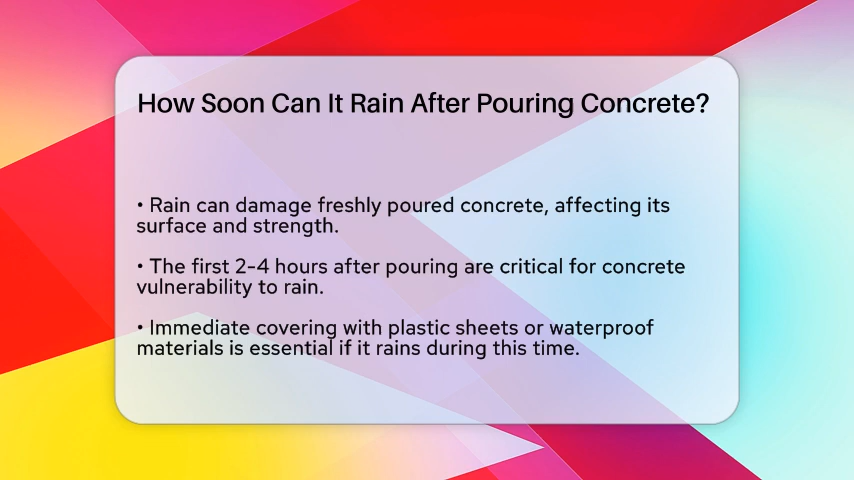 How Soon Can It Rain After Pouring Concrete?
• Rain can damage freshly poured concrete, affecting its
surface and strength.
• The first 2–4 hours after pouring are critical for concrete
vulnerability to rain.
• Immediate covering with plastic sheets or waterproof
materials is essential if it rains during this time.